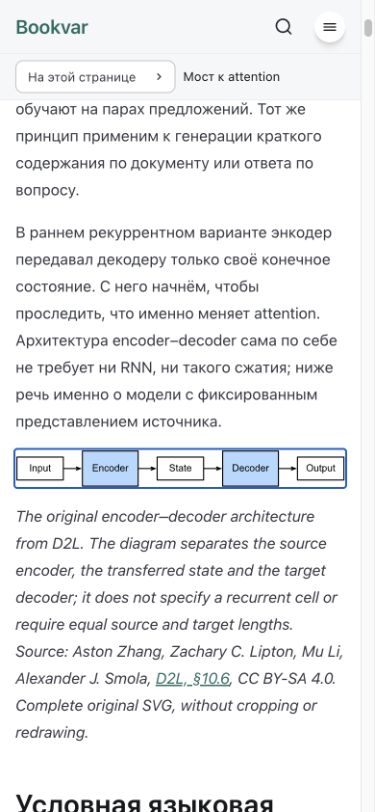 Bookvar
На этой странице
Мост к attention
обучают на парах предложений. Тот же
принцип применим к генерации краткого
содержания по документу или ответа по
вопросу.
В раннем рекуррентном варианте энкодер
передавал декодеру только своё конечное
состояние. С него начнём, чтобы
проследить, что именно меняет attention.
Архитектура encoder–decoder сама по себе
не требует ни RNN, ни такого сжатия; ниже
речь именно о модели с фиксированным
представлением источника.
Input
Encoder
State
Decoder
Output
The original encoder–decoder architecture
from D2L. The diagram separates the source
encoder, the transferred state and the target
decoder; it does not specify a recurrent cell or
require equal source and target lengths.
Source: Aston Zhang, Zachary C. Lipton, Mu Li,
Alexander J. Smola, D2L, §10.6, CC BY-SA 4.0.
Complete original SVG, without cropping or
redrawing.
Условная языковая